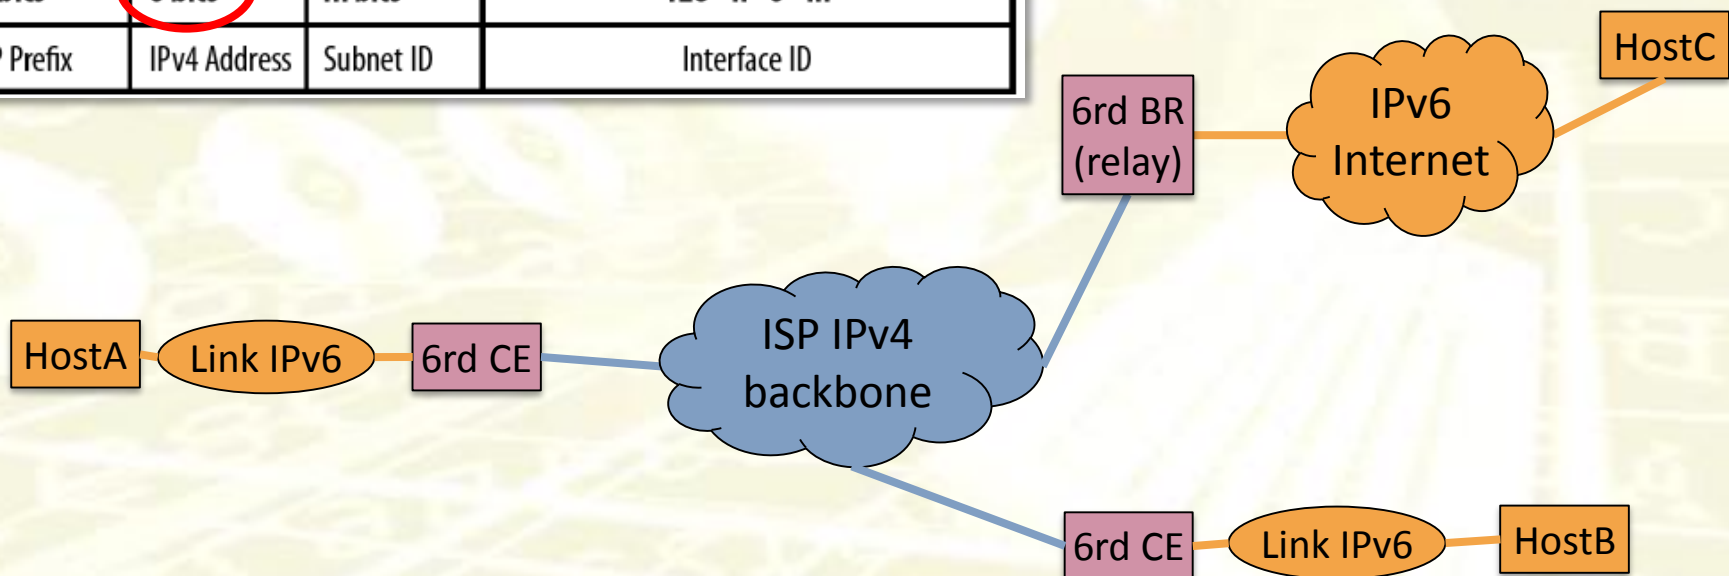 Prefix IPv4 Address Subnet ID Interface ID
HostC
IPv6
Internet
6rd BR
(relay)
ISP IPv4
backbone
HostA Link IPv6 6rd CE
6rd CE Link IPv6 HostB